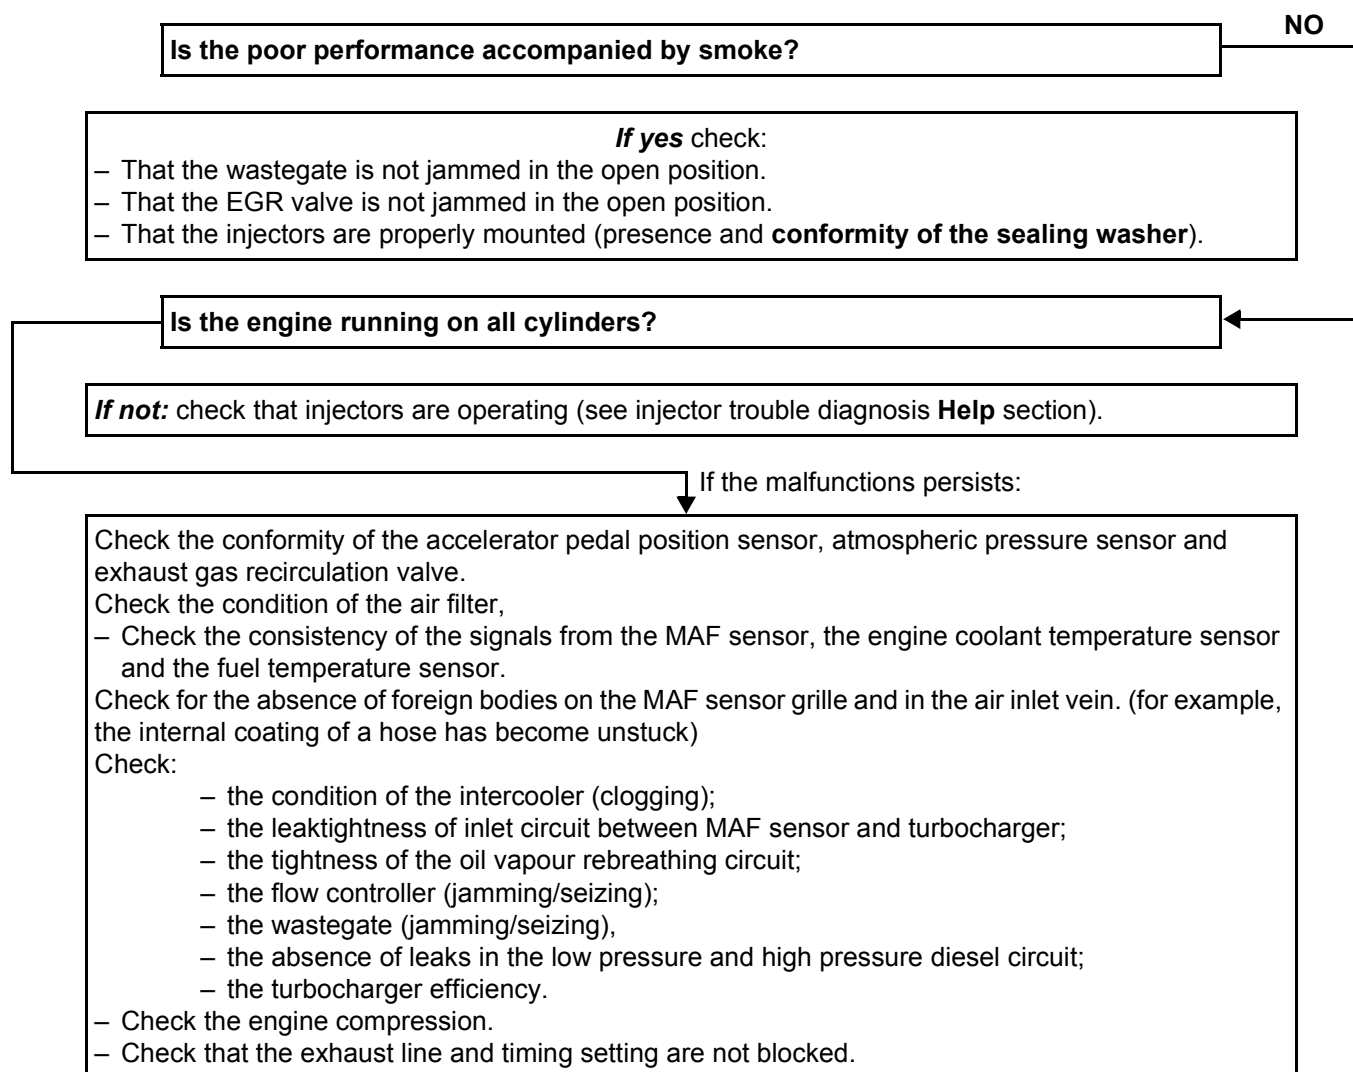 NO
Is the poor performance accompanied by smoke?
If yes check:
– That the wastegate is not jammed in the open position.
– That the EGR valve is not jammed in the open position.
– That the injectors are properly mounted (presence and conformity of the sealing washer).
Is the engine running on all cylinders?
If not: check that injectors are operating (see injector trouble diagnosis Help section).
If the malfunctions persists:
Check the conformity of the accelerator pedal position sensor, atmospheric pressure sensor and
exhaust gas recirculation valve.
Check the condition of the air filter,
– Check the consistency of the signals from the MAF sensor, the engine coolant temperature sensor
and the fuel temperature sensor.
Check for the absence of foreign bodies on the MAF sensor grille and in the air inlet vein. (for example,
the internal coating of a hose has become unstuck)
Check:
– the condition of the intercooler (clogging);
– the leaktightness of inlet circuit between MAF sensor and turbocharger;
– the tightness of the oil vapour rebreathing circuit;
– the flow controller (jamming/seizing);
– the wastegate (jamming/seizing),
– the absence of leaks in the low pressure and high pressure diesel circuit;
– the turbocharger efficiency.
– Check the engine compression.
– Check that the exhaust line and timing setting are not blocked.